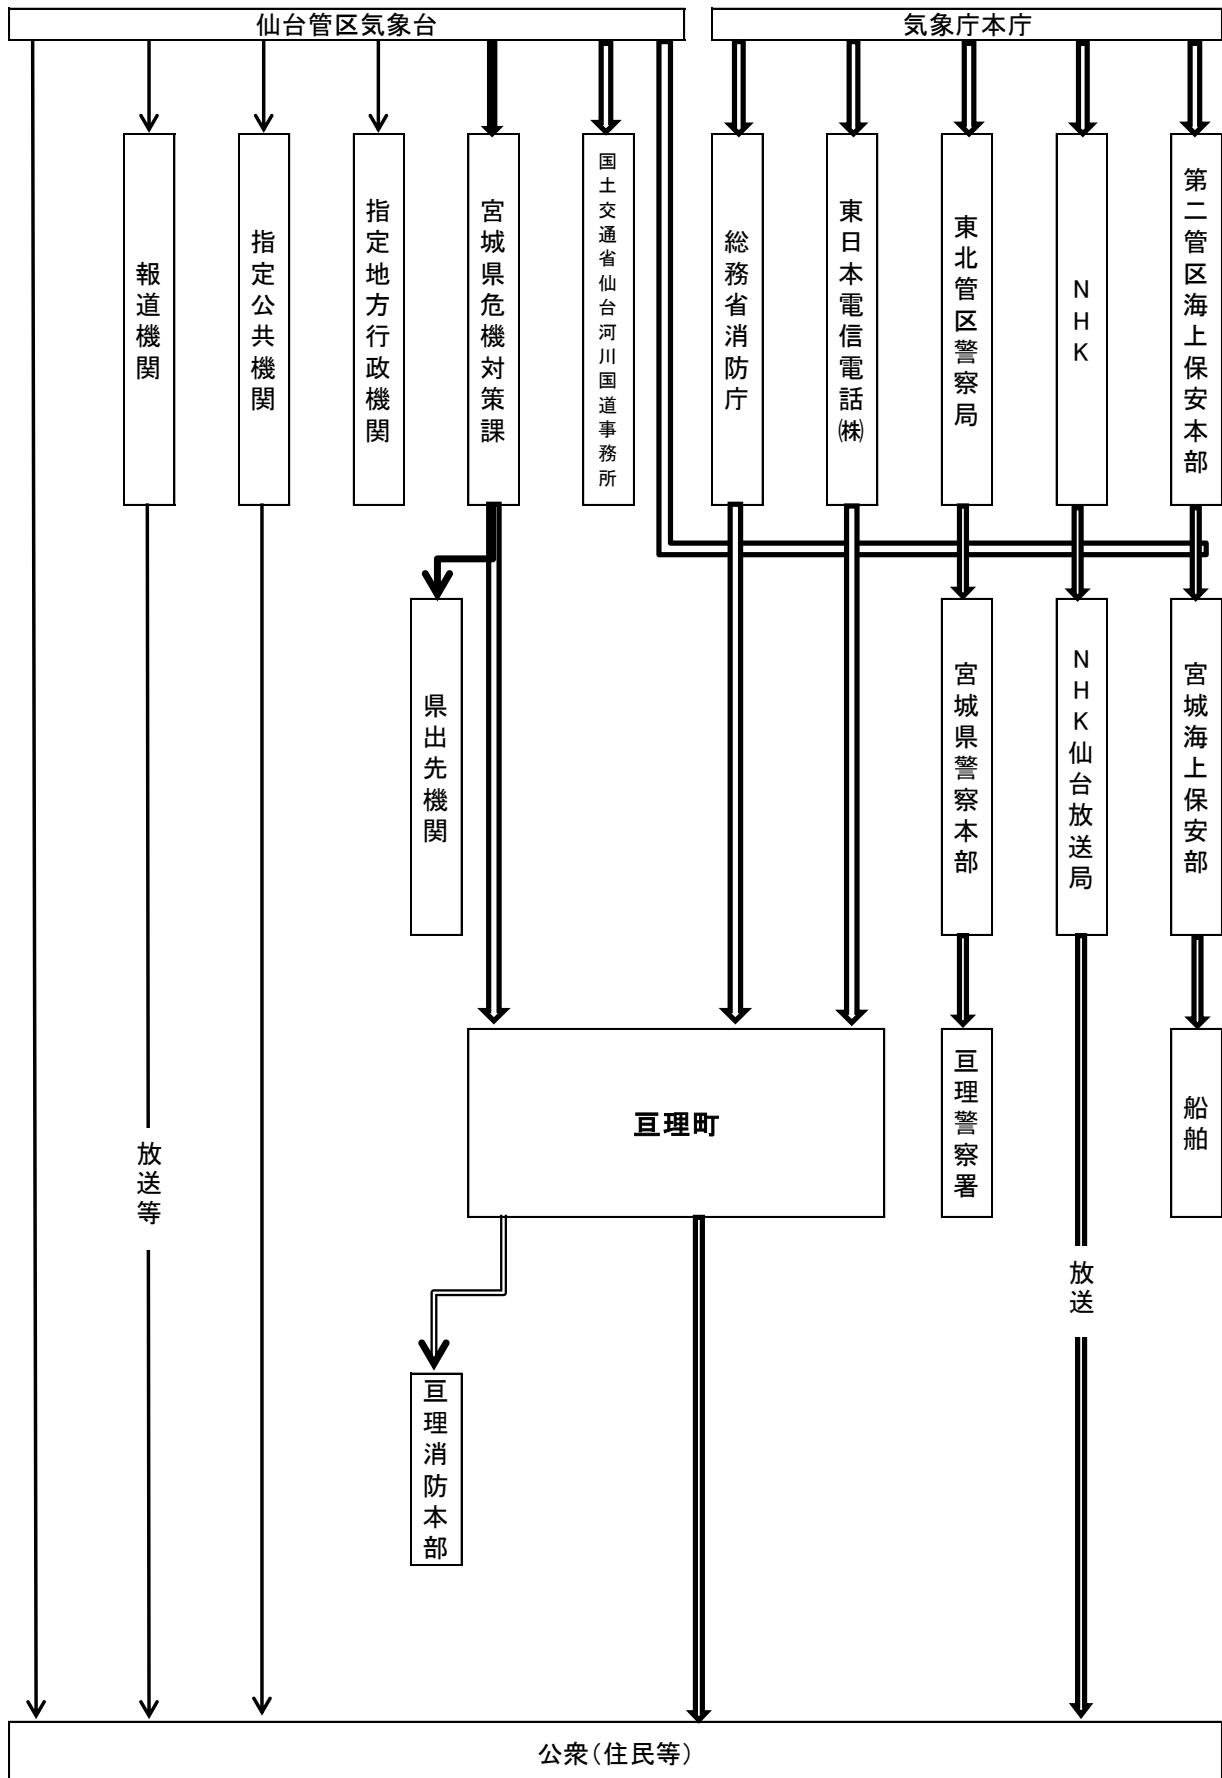 仙台管区気象台
気象庁本庁
報道機関
指定公共機関
指定地方行政機関
宮城県危機対策課
国土交通省仙台河川国道事務所
総務省消防庁
東日本電信電話㈱
東北管区警察局
NHK
第二管区海上保安本部
県出先機関
宮城県警察本部
NHK仙台放送局
宮城海上保安部
亘理町
亘理警察署
船舶
放送等
放送
亘理消防本部
公衆(住民等)